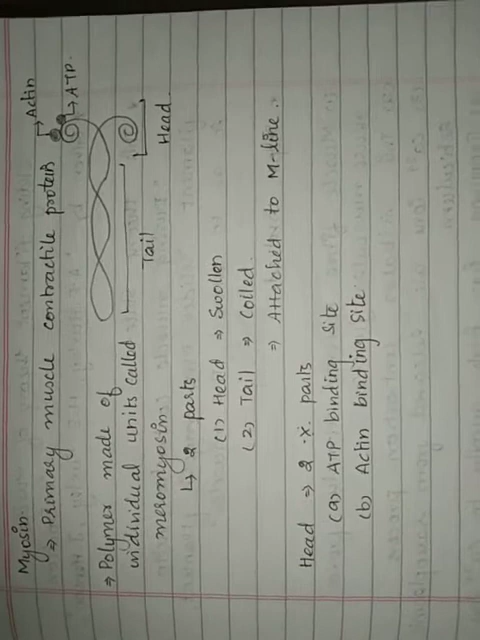 Myosin
⇒ Primary muscle contractile protein
Actin
ATP.
⇒ Polymer made of
individual units called
meromyosin.
Tail
Head.
↳ 2 parts
(1) Head ⇒ Swollen
(2) Tail ⇒ Coiled.
⇒ Attached to M-line.
Head ⇒ 2 parts
(a) ATP binding site
(b) Actin binding site